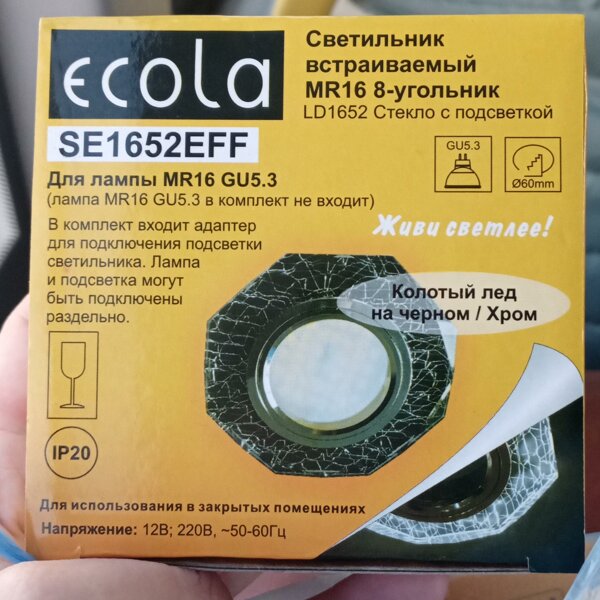 ecola
SE1652EFF
Светильник
встраиваемый
MR16 8-угольник
LD1652 Стекло с подсветкой
GU5.3
Ø60mm
Для лампы MR16 GU5.3
(лампа MR16 GU5.3 в комплект не входит)
В комплект входит адаптер
для подключения подсветки
светильника. Лампа
и подсветка могут
быть подключены
раздельно.
Живи светлее!
Колотый лед
на черном / Хром
IP20
Для использования в закрытых помещениях
Напряжение: 12В; 220В, ~50-60Гц